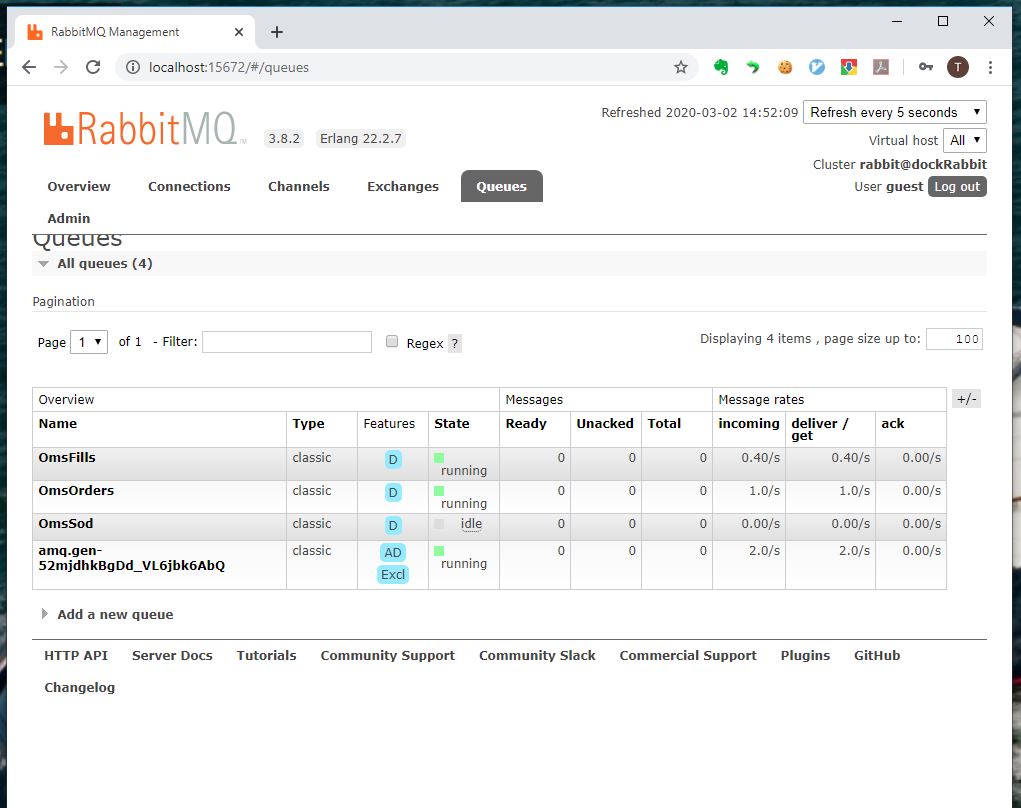 RabbitMQ Management
localhost:15672/#/queues
T
RabbitMQ TM 3.8.2 Erlang 22.2.7
Refreshed 2020-03-02 14:52:09 Refresh every 5 seconds
Virtual host All
Cluster rabbit@dockRabbit
User guest Log out
Overview Connections Channels Exchanges Queues
Admin
Queues
All queues (4)
Pagination
Page 1 of 1 - Filter: Regex ? Displaying 4 items , page size up to: 100
Overview Messages Message rates +/-
Name Type Features State Ready Unacked Total incoming deliver / get ack
OmsFills classic D running 0 0 0 0.40/s 0.40/s 0.00/s
OmsOrders classic D running 0 0 0 1.0/s 1.0/s 0.00/s
OmsSod classic D idle 0 0 0 0.00/s 0.00/s 0.00/s
amq.gen-
52mjdhkBgDd_VL6jbk6AbQ classic AD Excl running 0 0 0 2.0/s 2.0/s 0.00/s
Add a new queue
HTTP API Server Docs Tutorials Community Support Community Slack Commercial Support Plugins GitHub
Changelog